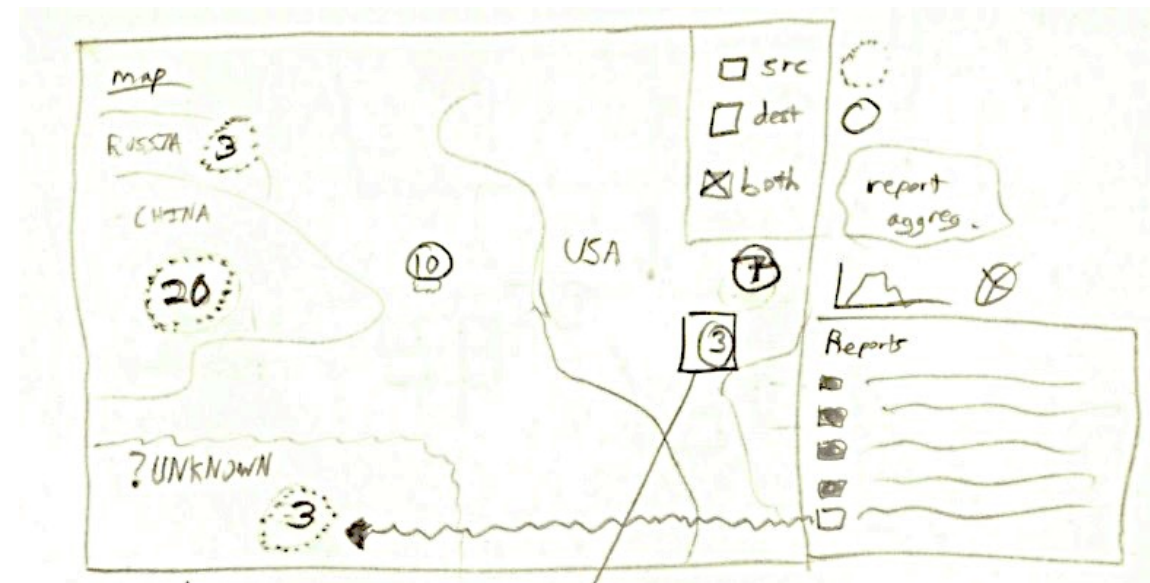 map
RUSSIA 3
CHINA
20
10
USA
7
3
? UNKNOWN
3
src
dest
both
report
aggreg.
Reports